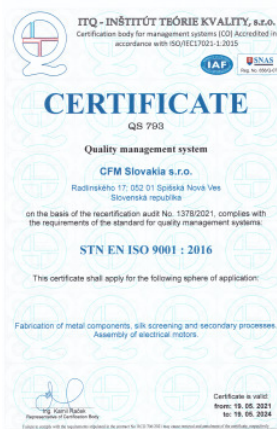 ITQ - INŠTITÚT TEÓRIE KVALITY, s.r.o.
Certification body for management systems (CO) Accredited in
accordance with ISO/IEC17021-1:2015
IAF
SNAS
CERTIFICATE
QS 793
Quality management system
CFM Slovakia s.r.o.
Radlinského 17; 052 01 Spišská Nová Ves
Slovenská republika
on the basis of the recertification audit No. 1378/2021, complies with
the requirements of the standard for quality management systems:
STN EN ISO 9001 : 2016
This certificate shall apply for the following sphere of application:
Fabrication of metal components, silk screening and secondary processes.
Assembly of electrical motors.
Ing. Kamil
Representative of Certification Body
Certificate is valid:
from: 19. 05. 2021
to: 19. 05. 2024